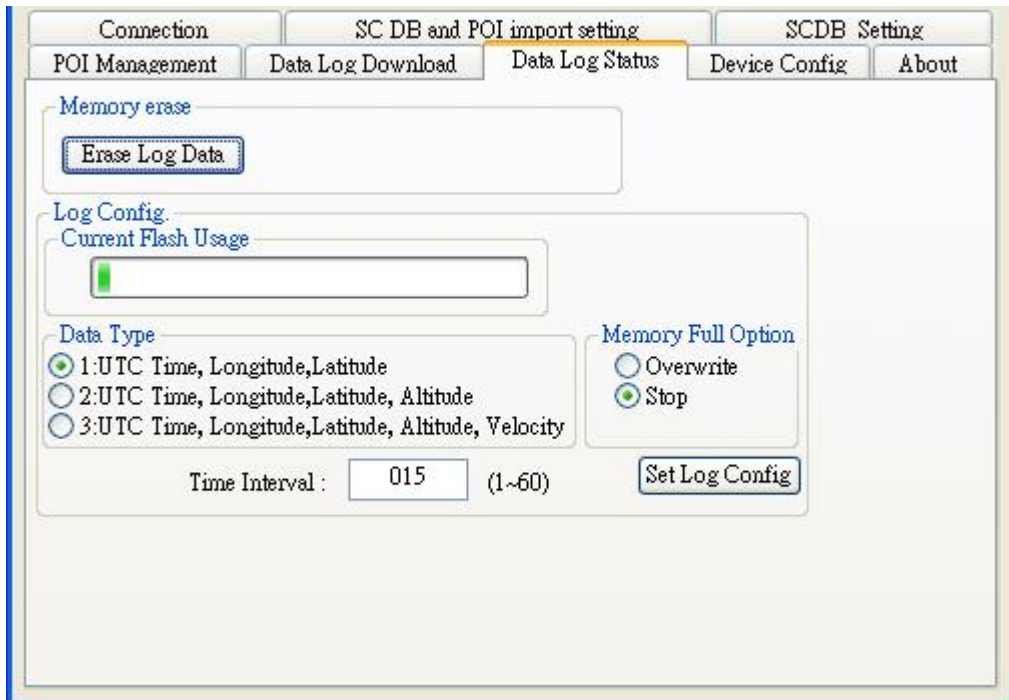 Connection SC DB and POI import setting SCDB Setting
POI Management Data Log Download Data Log Status Device Config About
Memory erase
Erase Log Data
Log Config.
Current Flash Usage
Data Type
1:UTC Time, Longitude,Latitude
2:UTC Time, Longitude,Latitude, Altitude
3:UTC Time, Longitude,Latitude, Altitude, Velocity
Memory Full Option
Overwrite
Stop
Time Interval : 015 (1~60)
Set Log Config